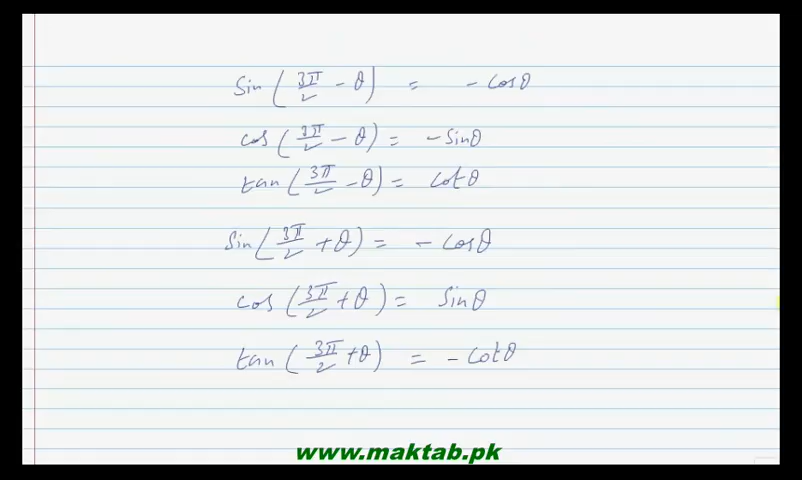 Sin (3π/2 - θ) = - Cosθ
cos (3π/2 - θ) = - Sinθ
tan (3π/2 - θ) = Cotθ
Sin (3π/2 + θ) = - Cosθ
cos (3π/2 + θ) = Sinθ
tan (3π/2 + θ) = - Cotθ
www.maktab.pk